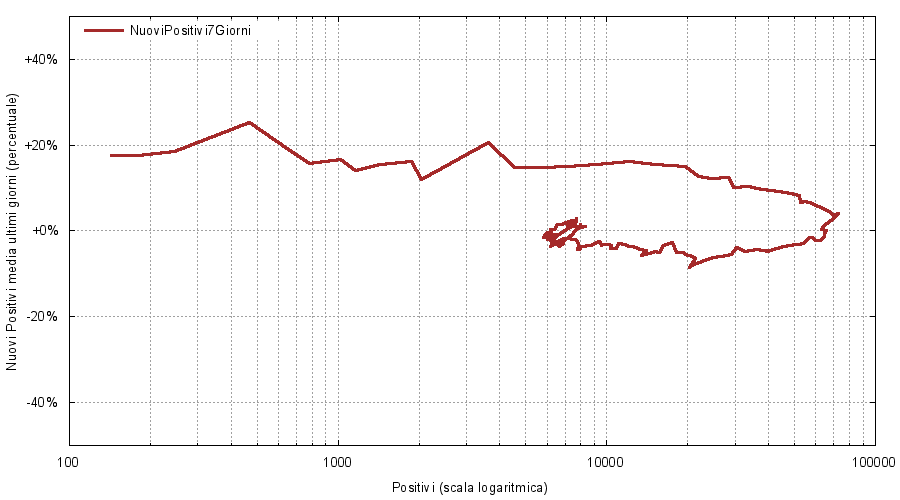 NuoviPositivi7Giorni
+40%
+20%
+0%
-20%
-40%
Nuovi Positivi media ultimi giorni (percentuale)
100 1000 10000 100000
Positivi (scala logaritmica)